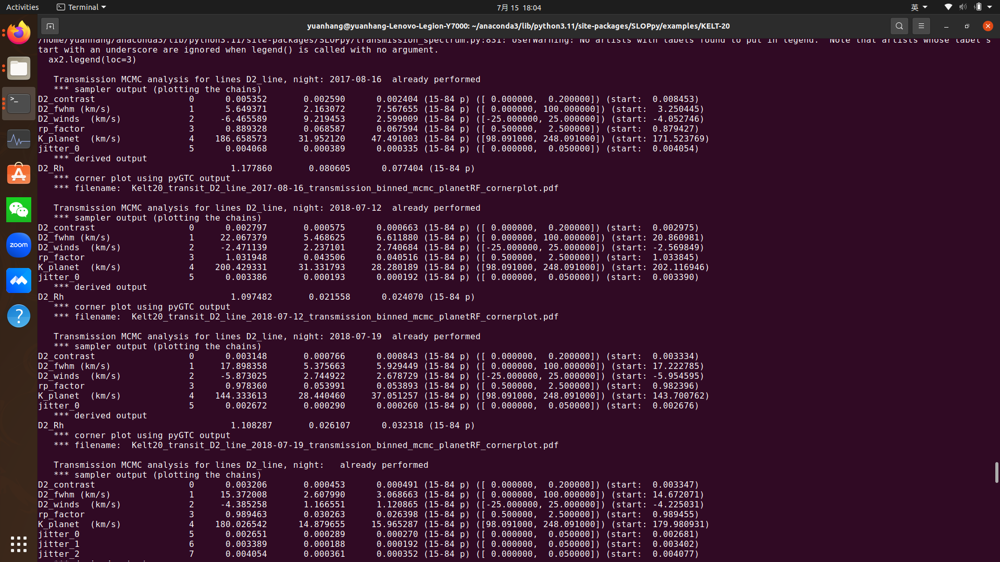 Activities
Terminal
7月 15 18:04
英
yuanhang@yuanhang-Lenovo-Legion-Y7000: ~/anaconda3/lib/python3.11/site-packages/SLOPpy/examples/KELT-20
/home/yuanhang/anaconda3/lib/python3.11/site-packages/SLOPpy/transmission_spectrum.py:831: UserWarning: No artists with labels found to put in legend.  Note that artists whose label s
tart with an underscore are ignored when legend() is called with no argument.
  ax2.legend(loc=3)
   Transmission MCMC analysis for lines D2_line, night: 2017-08-16  already performed
   *** sampler output (plotting the chains)
D2_contrast                  0      0.005352       0.002590      0.002404 (15-84 p) ([ 0.000000,  0.200000]) (start:  0.008453)
D2_fwhm (km/s)               1      5.649371       2.163072      7.567655 (15-84 p) ([ 0.000000, 100.000000]) (start:  3.250445)
D2_winds  (km/s)             2     -6.465589       9.219453      2.599009 (15-84 p) ([-25.000000, 25.000000]) (start: -4.052746)
rp_factor                    3      0.889328       0.068587      0.067594 (15-84 p) ([ 0.500000,  2.500000]) (start:  0.879427)
K_planet  (km/s)             4    186.658573      31.952120     47.491003 (15-84 p) ([98.091000, 248.091000]) (start: 171.523769)
jitter_0                     5      0.004068       0.000389      0.000335 (15-84 p) ([ 0.000000,  0.050000]) (start:  0.004054)
   *** derived output
D2_Rh                                1.177860       0.080605      0.077404 (15-84 p)
   *** corner plot using pyGTC output
   *** filename:  Kelt20_transit_D2_line_2017-08-16_transmission_binned_mcmc_planetRF_cornerplot.pdf
   Transmission MCMC analysis for lines D2_line, night: 2018-07-12  already performed
   *** sampler output (plotting the chains)
D2_contrast                  0      0.002797       0.000575      0.000663 (15-84 p) ([ 0.000000,  0.200000]) (start:  0.002975)
D2_fwhm (km/s)               1     22.067379       5.468625      6.611880 (15-84 p) ([ 0.000000, 100.000000]) (start: 20.860981)
D2_winds  (km/s)             2     -2.471139       2.237101      2.740684 (15-84 p) ([-25.000000, 25.000000]) (start: -2.569849)
rp_factor                    3      1.031948       0.043506      0.040516 (15-84 p) ([ 0.500000,  2.500000]) (start:  1.033845)
K_planet  (km/s)             4    200.429331      31.331793     28.280189 (15-84 p) ([98.091000, 248.091000]) (start: 202.116946)
jitter_0                     5      0.003386       0.000193      0.000192 (15-84 p) ([ 0.000000,  0.050000]) (start:  0.003390)
   *** derived output
D2_Rh                                1.097482       0.021558      0.024070 (15-84 p)
   *** corner plot using pyGTC output
   *** filename:  Kelt20_transit_D2_line_2018-07-12_transmission_binned_mcmc_planetRF_cornerplot.pdf
   Transmission MCMC analysis for lines D2_line, night: 2018-07-19  already performed
   *** sampler output (plotting the chains)
D2_contrast                  0      0.003148       0.000766      0.000843 (15-84 p) ([ 0.000000,  0.200000]) (start:  0.003334)
D2_fwhm (km/s)               1     17.898358       5.375663      5.929449 (15-84 p) ([ 0.000000, 100.000000]) (start: 17.222785)
D2_winds  (km/s)             2     -5.873025       2.744922      2.678729 (15-84 p) ([-25.000000, 25.000000]) (start: -5.954595)
rp_factor                    3      0.978360       0.053991      0.053893 (15-84 p) ([ 0.500000,  2.500000]) (start:  0.982396)
K_planet  (km/s)             4    144.333613      28.440460     37.051257 (15-84 p) ([98.091000, 248.091000]) (start: 143.700762)
jitter_0                     5      0.002672       0.000290      0.000260 (15-84 p) ([ 0.000000,  0.050000]) (start:  0.002676)
   *** derived output
D2_Rh                                1.108287       0.026107      0.032318 (15-84 p)
   *** corner plot using pyGTC output
   *** filename:  Kelt20_transit_D2_line_2018-07-19_transmission_binned_mcmc_planetRF_cornerplot.pdf
   Transmission MCMC analysis for lines D2_line, night:   already performed
   *** sampler output (plotting the chains)
D2_contrast                  0      0.003206       0.000453      0.000491 (15-84 p) ([ 0.000000,  0.200000]) (start:  0.003347)
D2_fwhm (km/s)               1     15.372008       2.607990      3.068663 (15-84 p) ([ 0.000000, 100.000000]) (start: 14.672071)
D2_winds  (km/s)             2     -4.385258       1.166551      1.120865 (15-84 p) ([-25.000000, 25.000000]) (start: -4.225031)
rp_factor                    3      0.989463       0.030263      0.026398 (15-84 p) ([ 0.500000,  2.500000]) (start:  0.989455)
K_planet  (km/s)             4    180.026542      14.879655     15.965287 (15-84 p) ([98.091000, 248.091000]) (start: 179.980931)
jitter_0                     5      0.002651       0.000289      0.000270 (15-84 p) ([ 0.000000,  0.050000]) (start:  0.002681)
jitter_1                     6      0.003389       0.000188      0.000192 (15-84 p) ([ 0.000000,  0.050000]) (start:  0.003402)
jitter_2                     7      0.004054       0.000361      0.000352 (15-84 p) ([ 0.000000,  0.050000]) (start:  0.004077)
zoom